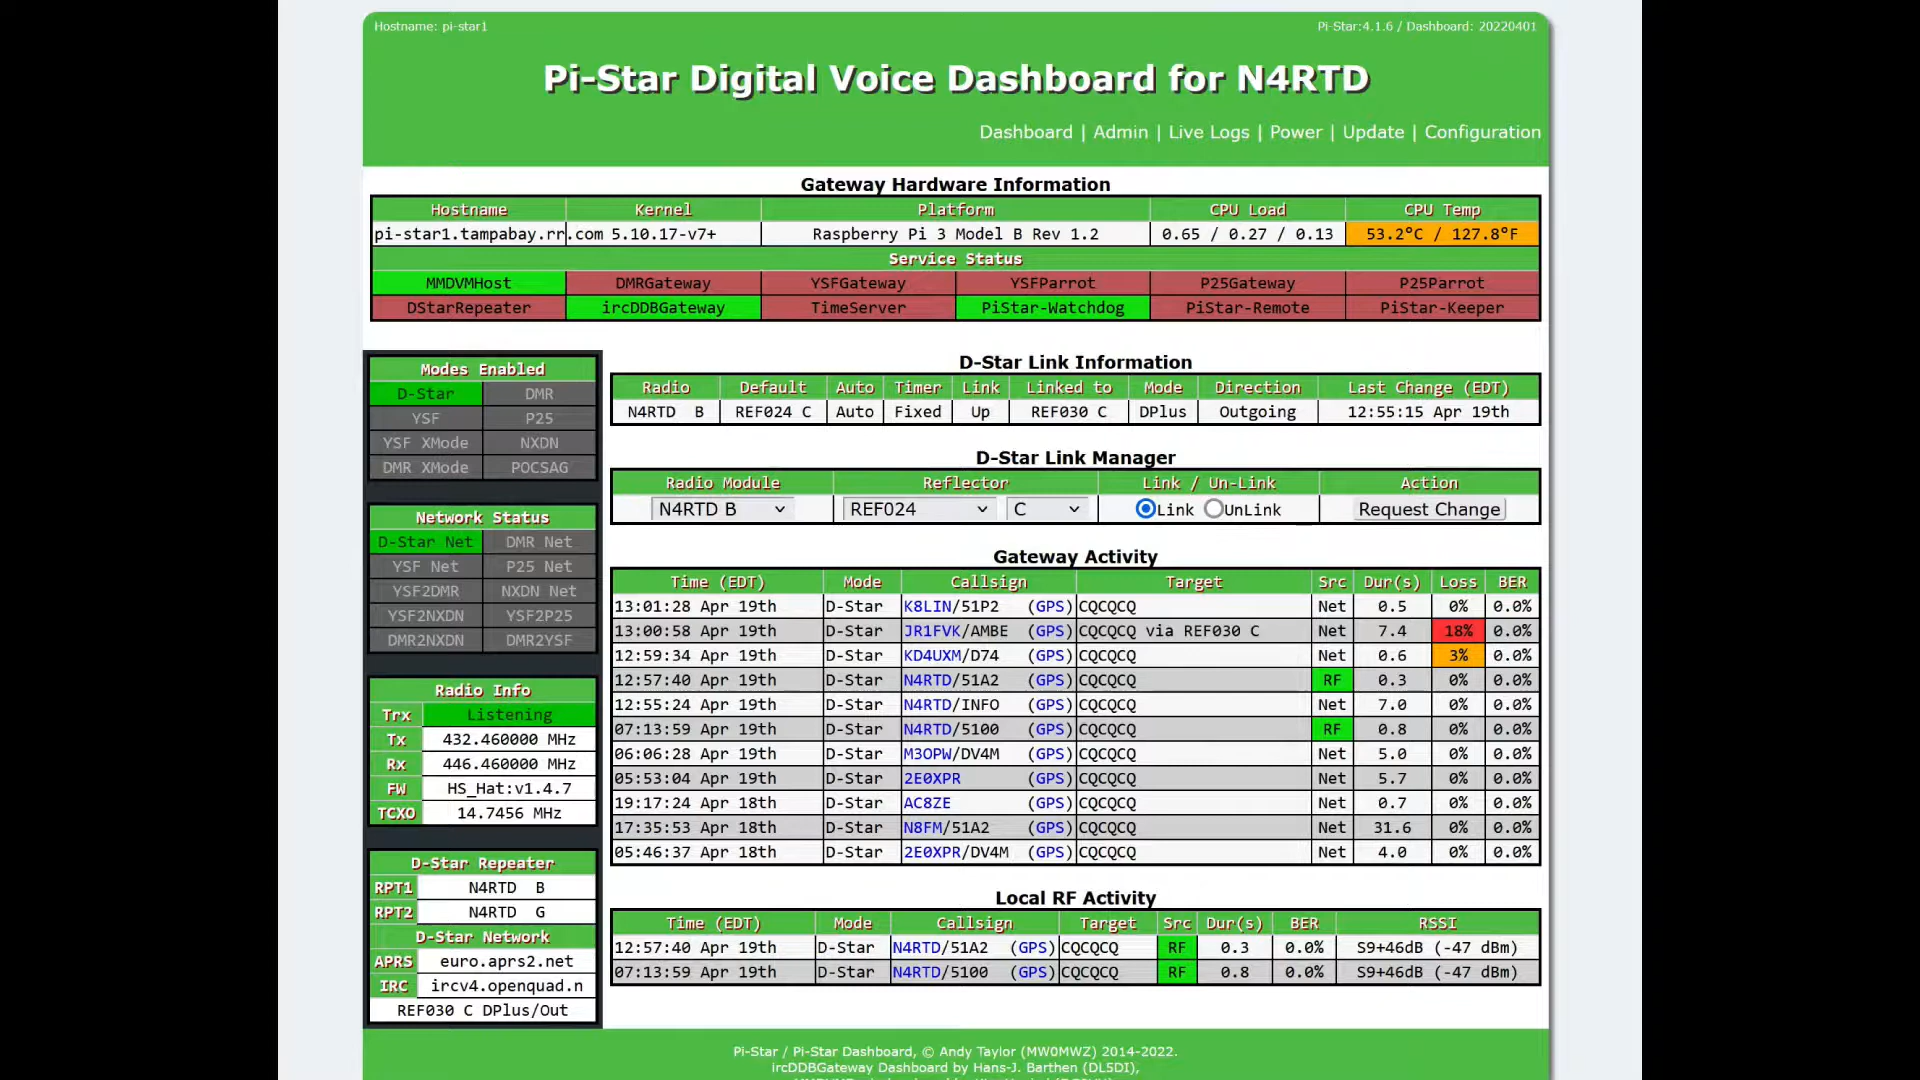 Hostname: pi-star1
Pi-Star:4.1.6 / Dashboard: 20220401
Pi-Star Digital Voice Dashboard for N4RTD
Dashboard | Admin | Live Logs | Power | Update | Configuration
Gateway Hardware Information
Hostname Kernel Platform CPU Load CPU Temp
pi-star1.tampabay.rr.com 5.10.17-v7+ Raspberry Pi 3 Model B Rev 1.2 0.65 / 0.27 / 0.13 53.2°C / 127.8°F
Service Status
MMDVMHost DMRGateway YSFGateway YSFParrot P25Gateway P25Parrot
DStarRepeater ircDDBGateway TimeServer PiStar-Watchdog PiStar-Remote PiStar-Keeper
Modes Enabled
D-Star DMR
YSF P25
YSF XMode NXDN
DMR XMode POCSAG
Network Status
D-Star Net DMR Net
YSF Net P25 Net
YSF2DMR NXDN Net
YSF2NXDN YSF2P25
DMR2NXDN DMR2YSF
Radio Info
Trx Listening
Tx 432.460000 MHz
Rx 446.460000 MHz
FW HS_Hat:v1.4.7
TCXO 14.7456 MHz
D-Star Repeater
RPT1 N4RTD B
RPT2 N4RTD G
D-Star Network
APRS euro.aprs2.net
IRC ircv4.openquad.n
REF030 C DPlus/Out
D-Star Link Information
Radio Default Auto Timer Link Linked to Mode Direction Last Change (EDT)
N4RTD B REF024 C Auto Fixed Up REF030 C DPlus Outgoing 12:55:15 Apr 19th
D-Star Link Manager
Radio Module Reflector Link / Un-Link Action
N4RTD B REF024 C Link UnLink Request Change
Gateway Activity
Time (EDT) Mode Callsign Target Src Dur(s) Loss BER
13:01:28 Apr 19th D-Star K8LIN/51P2 (GPS) CQCQCQ Net 0.5 0% 0.0%
13:00:58 Apr 19th D-Star JR1FVK/AMBE (GPS) CQCQCQ via REF030 C Net 7.4 18% 0.0%
12:59:34 Apr 19th D-Star KD4UXM/D74 (GPS) CQCQCQ Net 0.6 3% 0.0%
12:57:40 Apr 19th D-Star N4RTD/51A2 (GPS) CQCQCQ RF 0.3 0% 0.0%
12:55:24 Apr 19th D-Star N4RTD/INFO (GPS) CQCQCQ Net 7.0 0% 0.0%
07:13:59 Apr 19th D-Star N4RTD/5100 (GPS) CQCQCQ RF 0.8 0% 0.0%
06:06:28 Apr 19th D-Star M3OPW/DV4M (GPS) CQCQCQ Net 5.0 0% 0.0%
05:53:04 Apr 19th D-Star 2E0XPR (GPS) CQCQCQ Net 5.7 0% 0.0%
19:17:24 Apr 18th D-Star AC8ZE (GPS) CQCQCQ Net 0.7 0% 0.0%
17:35:53 Apr 18th D-Star N8FM/51A2 (GPS) CQCQCQ Net 31.6 0% 0.0%
05:46:37 Apr 18th D-Star 2E0XPR/DV4M (GPS) CQCQCQ Net 4.0 0% 0.0%
Local RF Activity
Time (EDT) Mode Callsign Target Src Dur(s) BER RSSI
12:57:40 Apr 19th D-Star N4RTD/51A2 (GPS) CQCQCQ RF 0.3 0.0% S9+46dB (-47 dBm)
07:13:59 Apr 19th D-Star N4RTD/5100 (GPS) CQCQCQ RF 0.8 0.0% S9+46dB (-47 dBm)
Pi-Star / Pi-Star Dashboard, © Andy Taylor (MW0MWZ) 2014-2022.
ircDDBGateway Dashboard by Hans-J. Barthen (DL5DI),